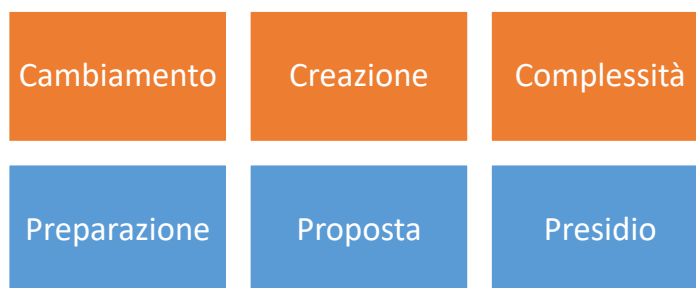 Cambiamento
Creazione
Complessità
Preparazione
Proposta
Presidio